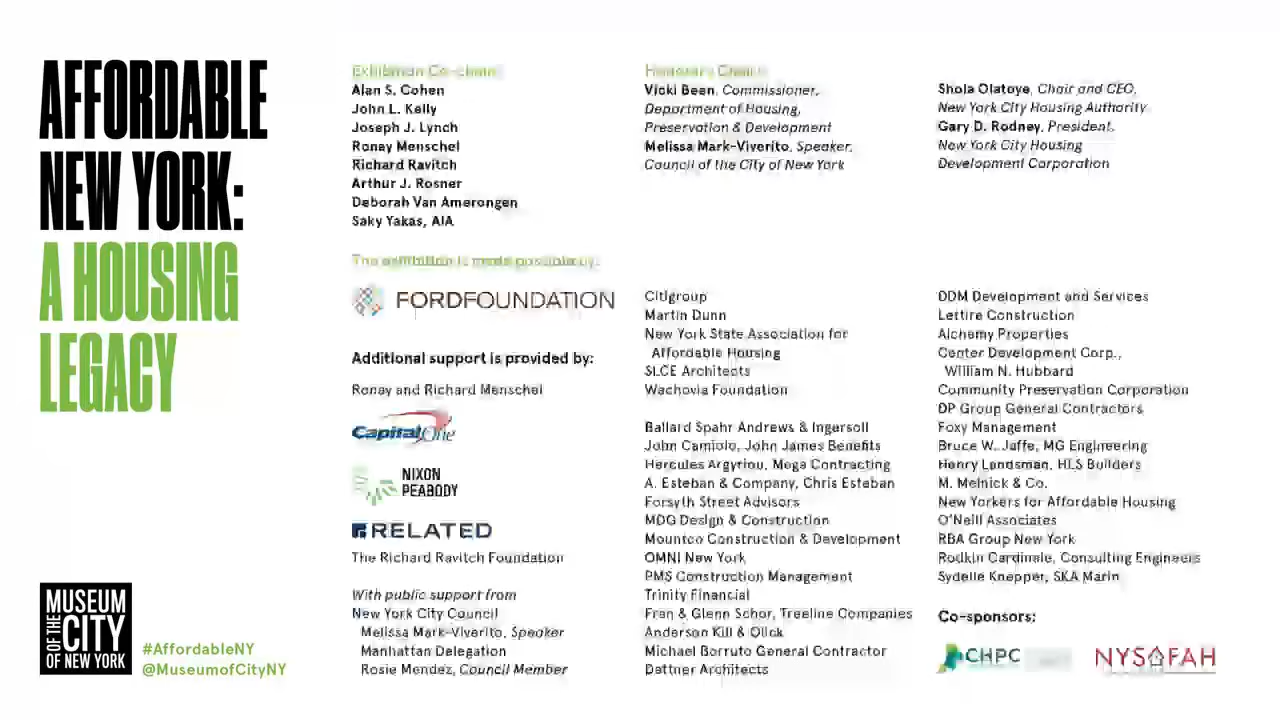 AFFORDABLE
NEW YORK:
A HOUSING
LEGACY
MUSEUM
OF THE CITY
OF NEW YORK
#AffordableNY
@MuseumofCityNY
Exhibition Co-chairs
Alan S. Cohen
John L. Kelly
Joseph J. Lynch
Ronay Menschel
Richard Ravitch
Arthur J. Rosner
Deborah Van Amerongen
Saky Yakas, AIA
Honorary Chairs
Vicki Been, Commissioner,
Department of Housing,
Preservation & Development
Melissa Mark-Viverito, Speaker,
Council of the City of New York
Shola Olatoye, Chair and CEO,
New York City Housing Authority
Gary D. Rodney, President,
New York City Housing
Development Corporation
The exhibition is made possible by:
FORDFOUNDATION
Additional support is provided by:
Ronay and Richard Menschel
Capital One
NIXON
PEABODY
RELATED
The Richard Ravitch Foundation
With public support from
New York City Council
Melissa Mark-Viverito, Speaker
Manhattan Delegation
Rosie Mendez, Council Member
Citigroup
Martin Dunn
New York State Association for
Affordable Housing
SLCE Architects
Wachovia Foundation
Ballard Spahr Andrews & Ingersoll
John Camiolo, John James Benefits
Hercules Argyriou, Mega Contracting
A. Esteban & Company, Chris Esteban
Forsyth Street Advisors
MDG Design & Construction
Mountco Construction & Development
OMNI New York
PMS Construction Management
Trinity Financial
Fran & Glenn Schor, Treeline Companies
Anderson Kill & Olick
Michael Borruto General Contractor
Dattner Architects
DDM Development and Services
Lettire Construction
Alchemy Properties
Center Development Corp.,
William N. Hubbard
Community Preservation Corporation
DP Group General Contractors
Foxy Management
Bruce W. Jaffe, MG Engineering
Henry Landsman, HLS Builders
M. Melnick & Co.
New Yorkers for Affordable Housing
O'Neill Associates
RBA Group New York
Rodkin Cardinale, Consulting Engineers
Sydelle Knepper, SKA Marin
Co-sponsors:
CHPC
NYSAFAH